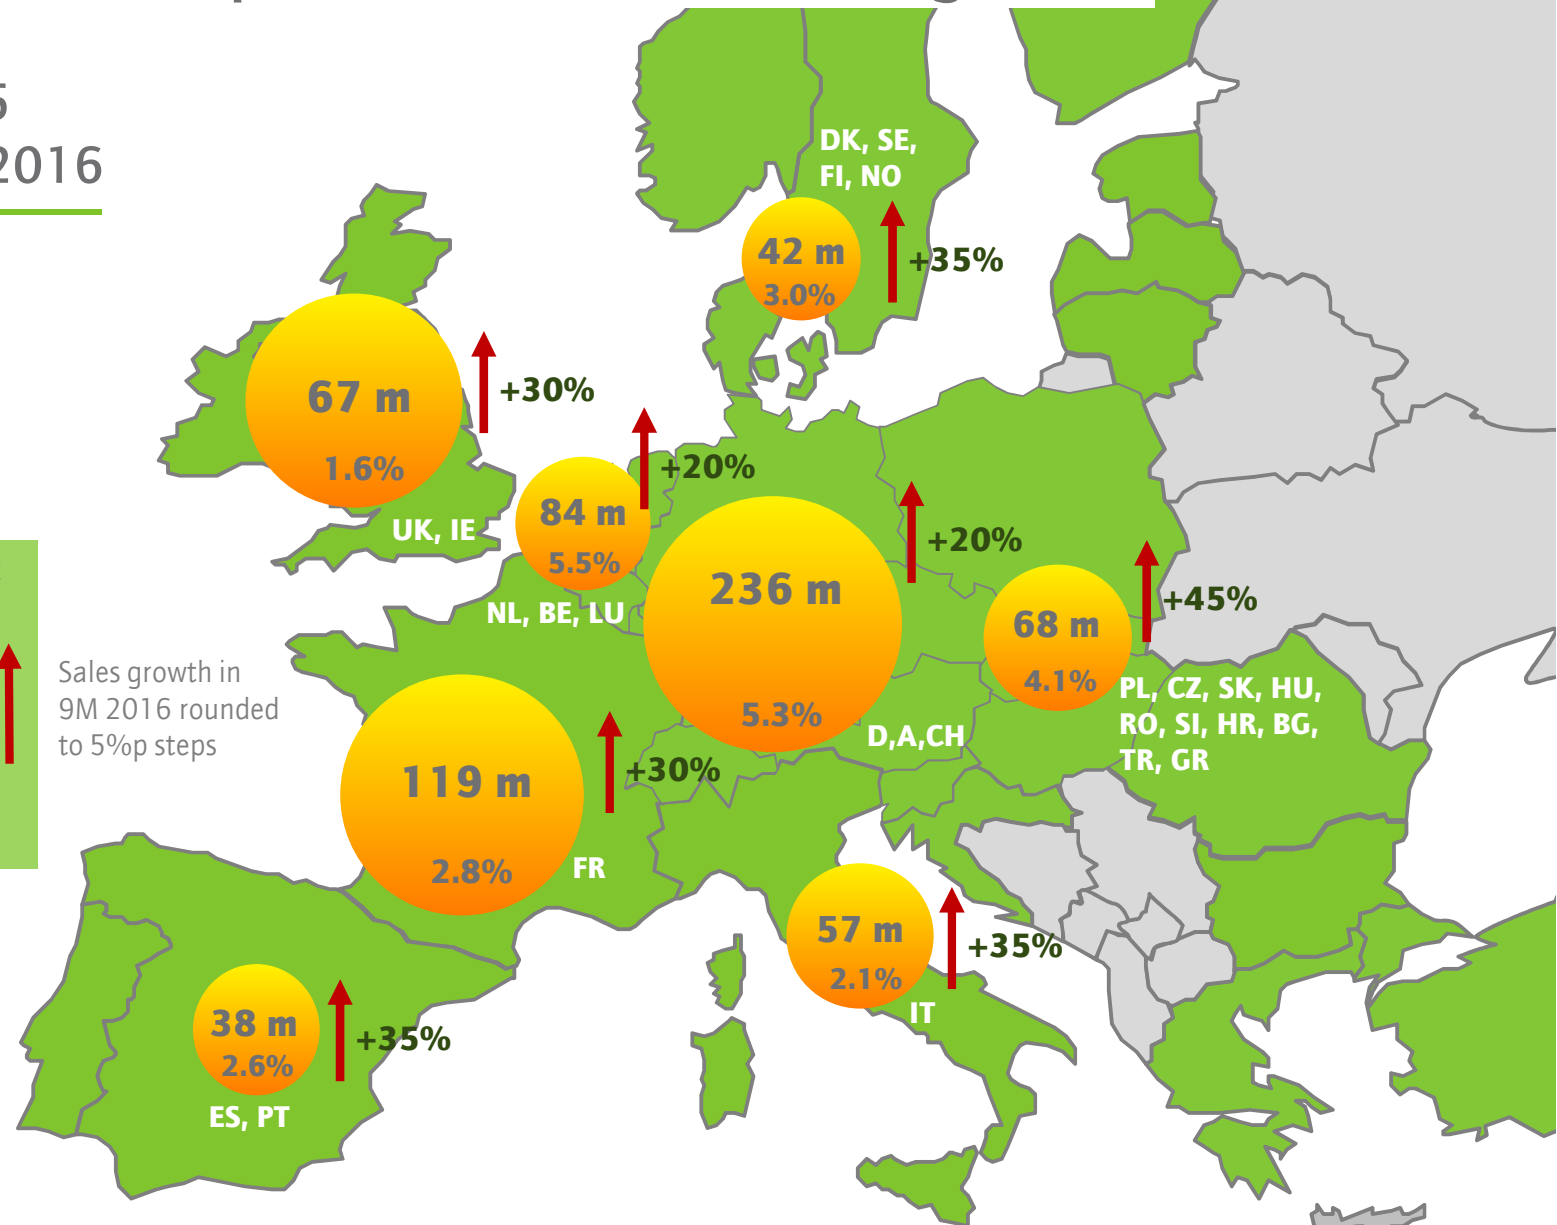 2016
DK, SE,
FI, NO
42 m
3.0%
+35%
67 m
1.6%
+30%
UK, IE
84 m
5.5%
+20%
NL, BE, LU
236 m
5.3%
+20%
D,A,CH
68 m
4.1%
+45%
PL, CZ, SK, HU,
RO, SI, HR, BG,
TR, GR
Sales growth in
9M 2016 rounded
to 5%p steps
119 m
2.8%
+30%
FR
57 m
2.1%
+35%
IT
38 m
2.6%
+35%
ES, PT